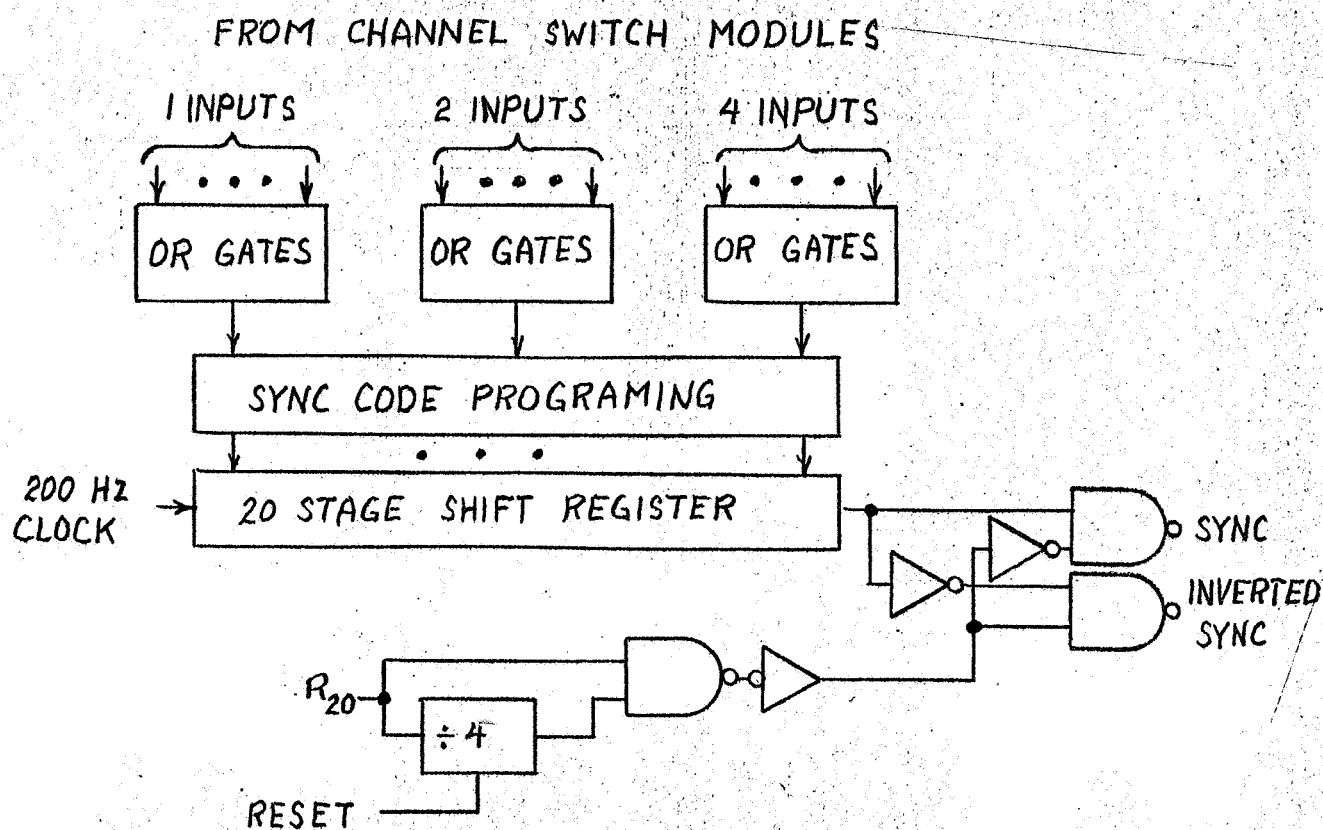 FROM CHANNEL SWITCH MODULES
1 INPUTS
2 INPUTS
4 INPUTS
OR GATES
OR GATES
OR GATES
SYNC CODE PROGRAMING
200 HZ
CLOCK
20 STAGE SHIFT REGISTER
SYNC
INVERTED
SYNC
R20
÷ 4
RESET